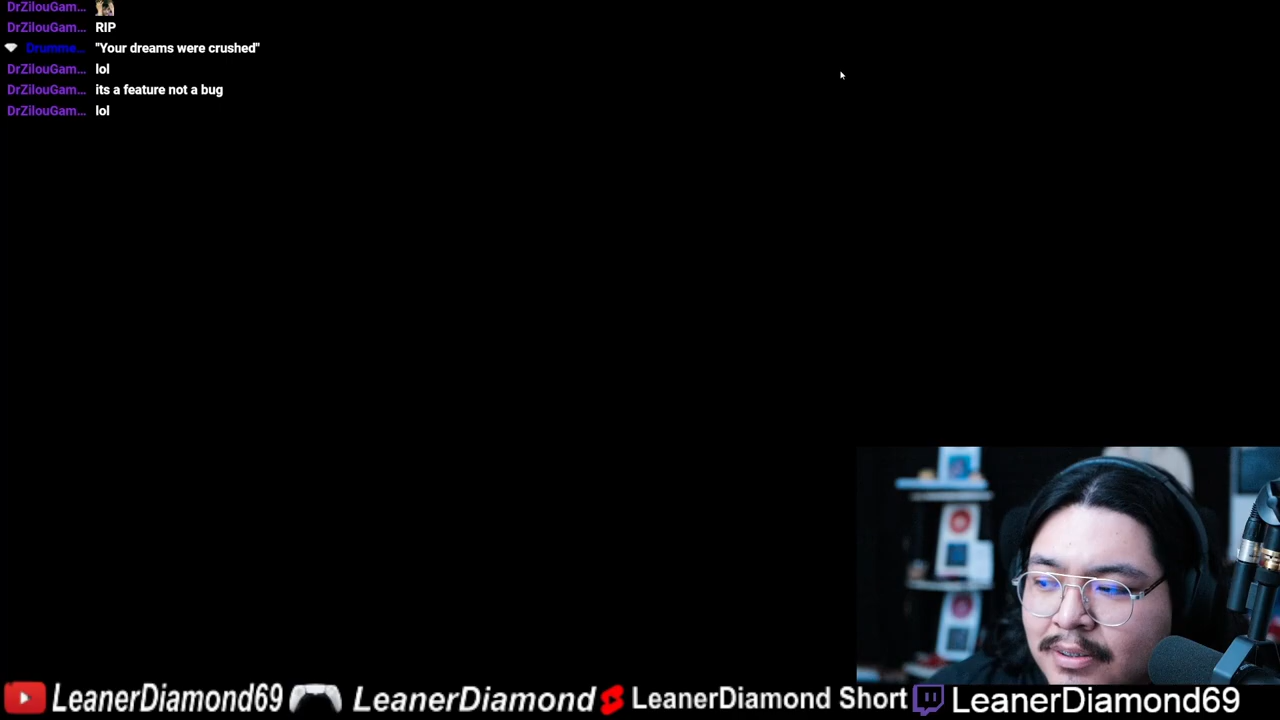 DrZilouGam...
DrZilouGam... RIP
Drumme... "Your dreams were crushed"
DrZilouGam... lol
DrZilouGam... its a feature not a bug
DrZilouGam... lol
LeanerDiamond69 LeanerDiamond LeanerDiamond Short LeanerDiamond69